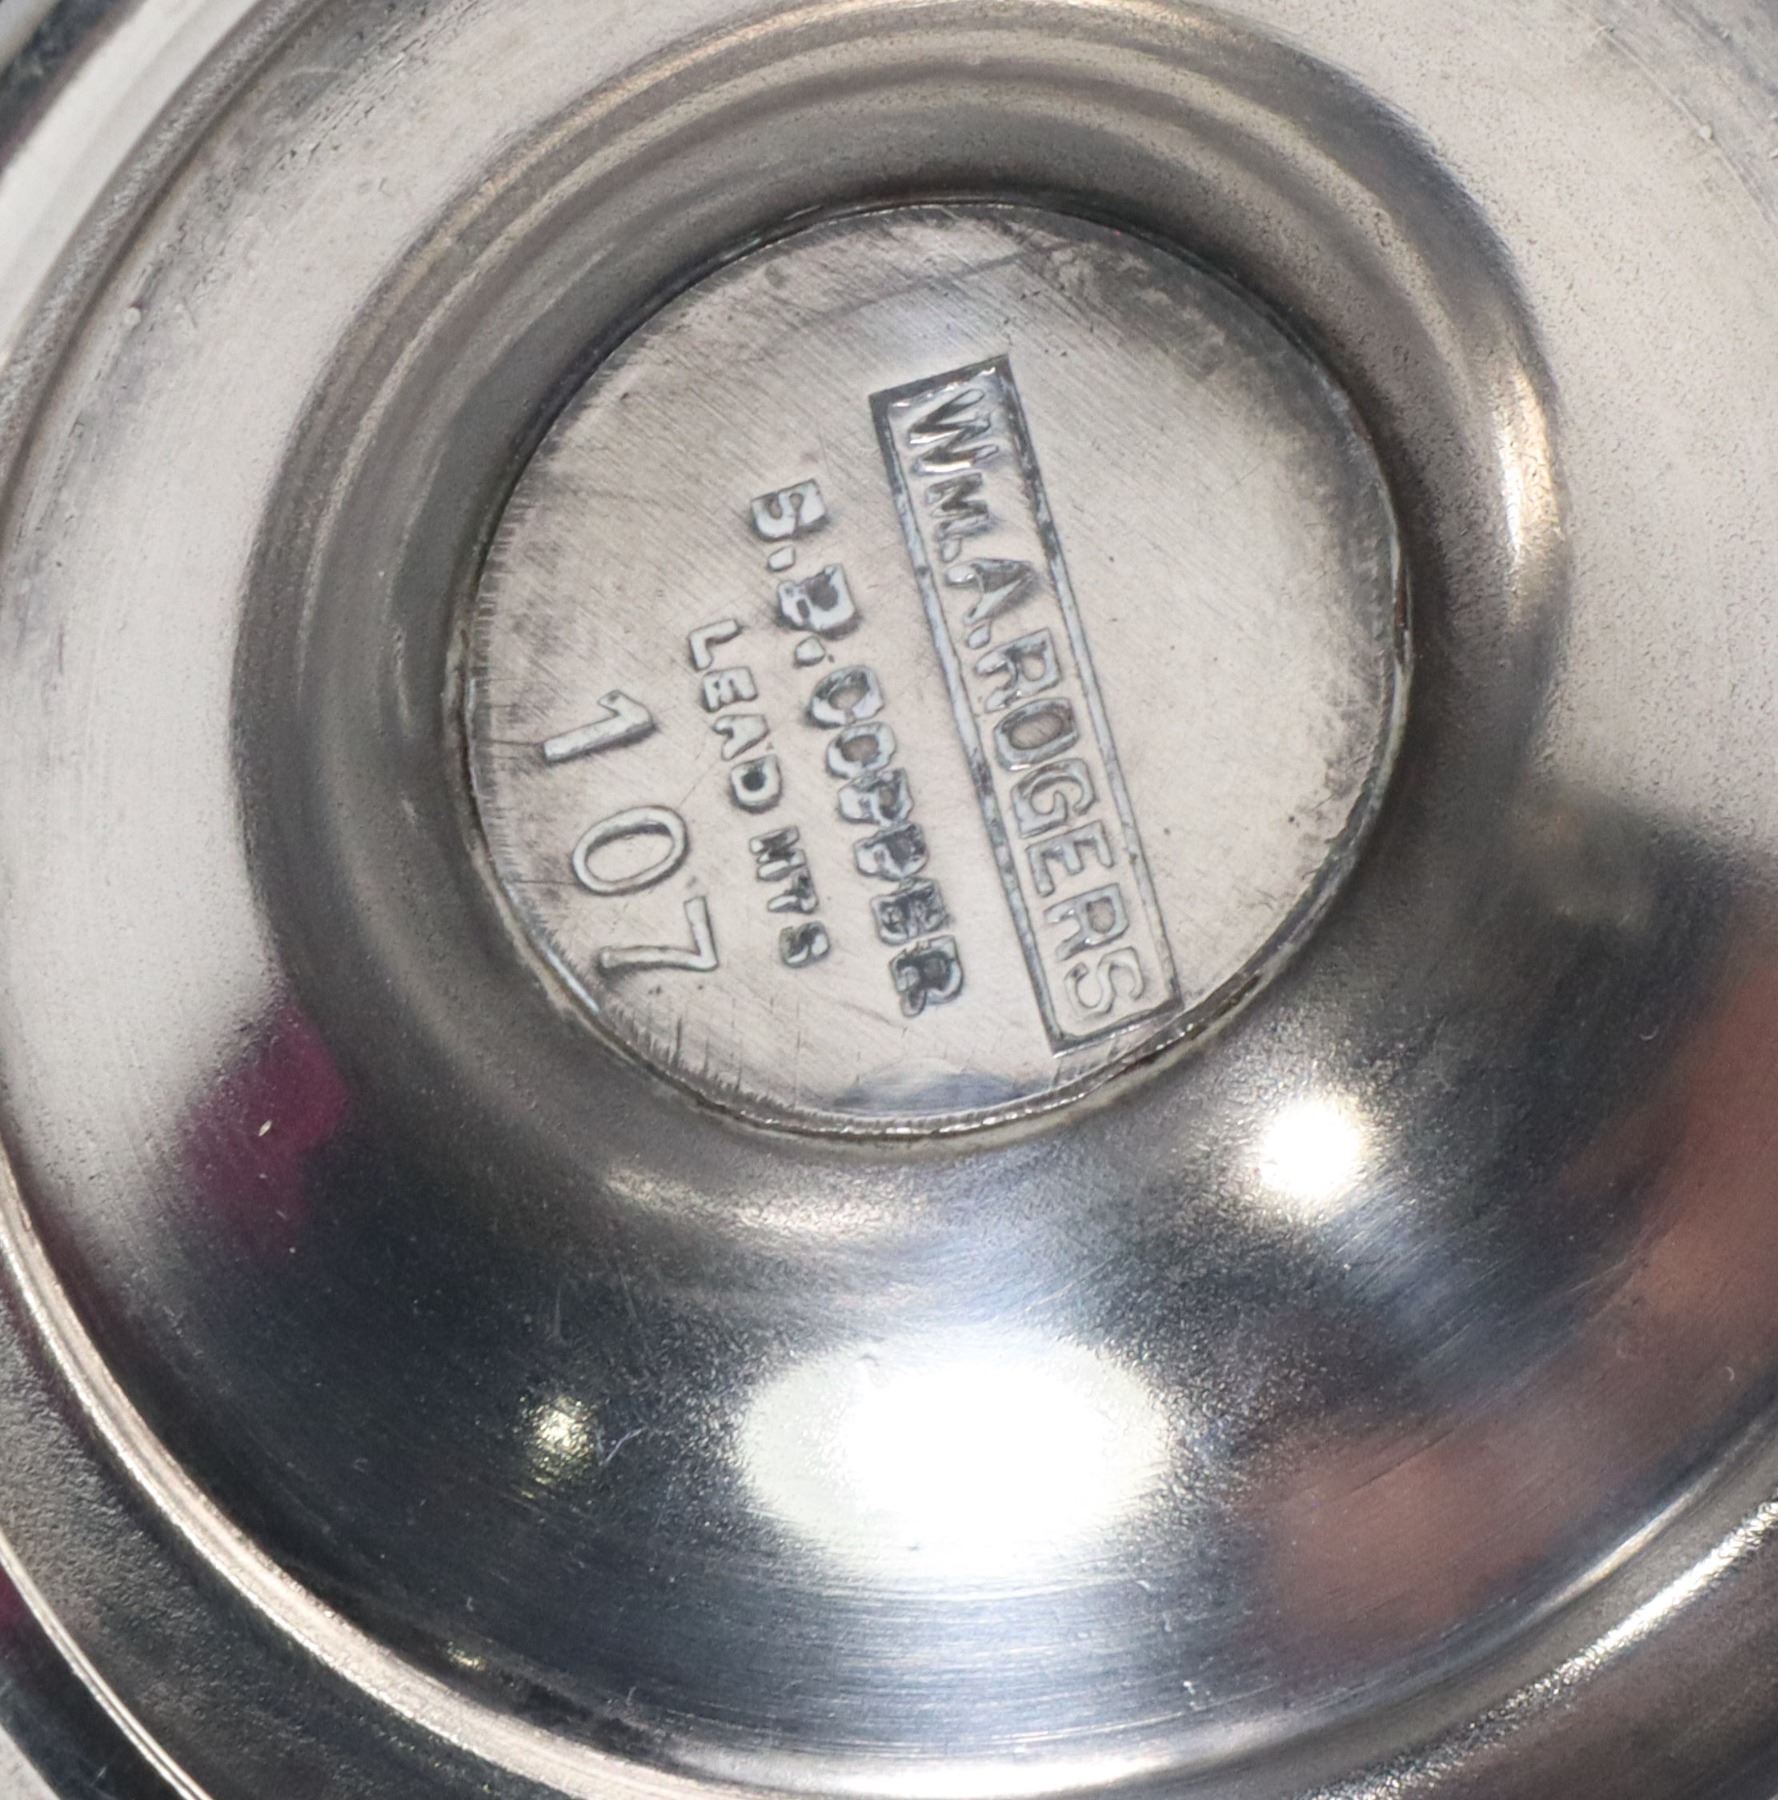 WM.A.ROGERS
S.D.COPPER
LEAD MTS
107